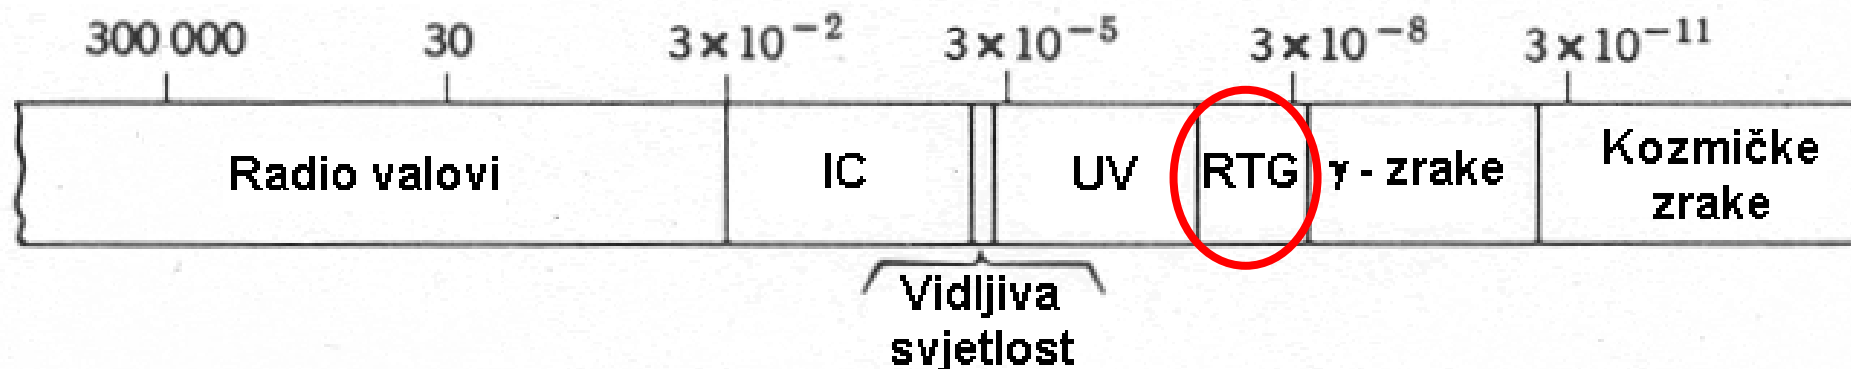 300 000 30 3×10⁻² 3×10⁻⁵ 3×10⁻⁸ 3×10⁻¹¹
Radio valovi IC UV RTG γ - zrake Kozmičke
zrake
Vidljiva
svjetlost